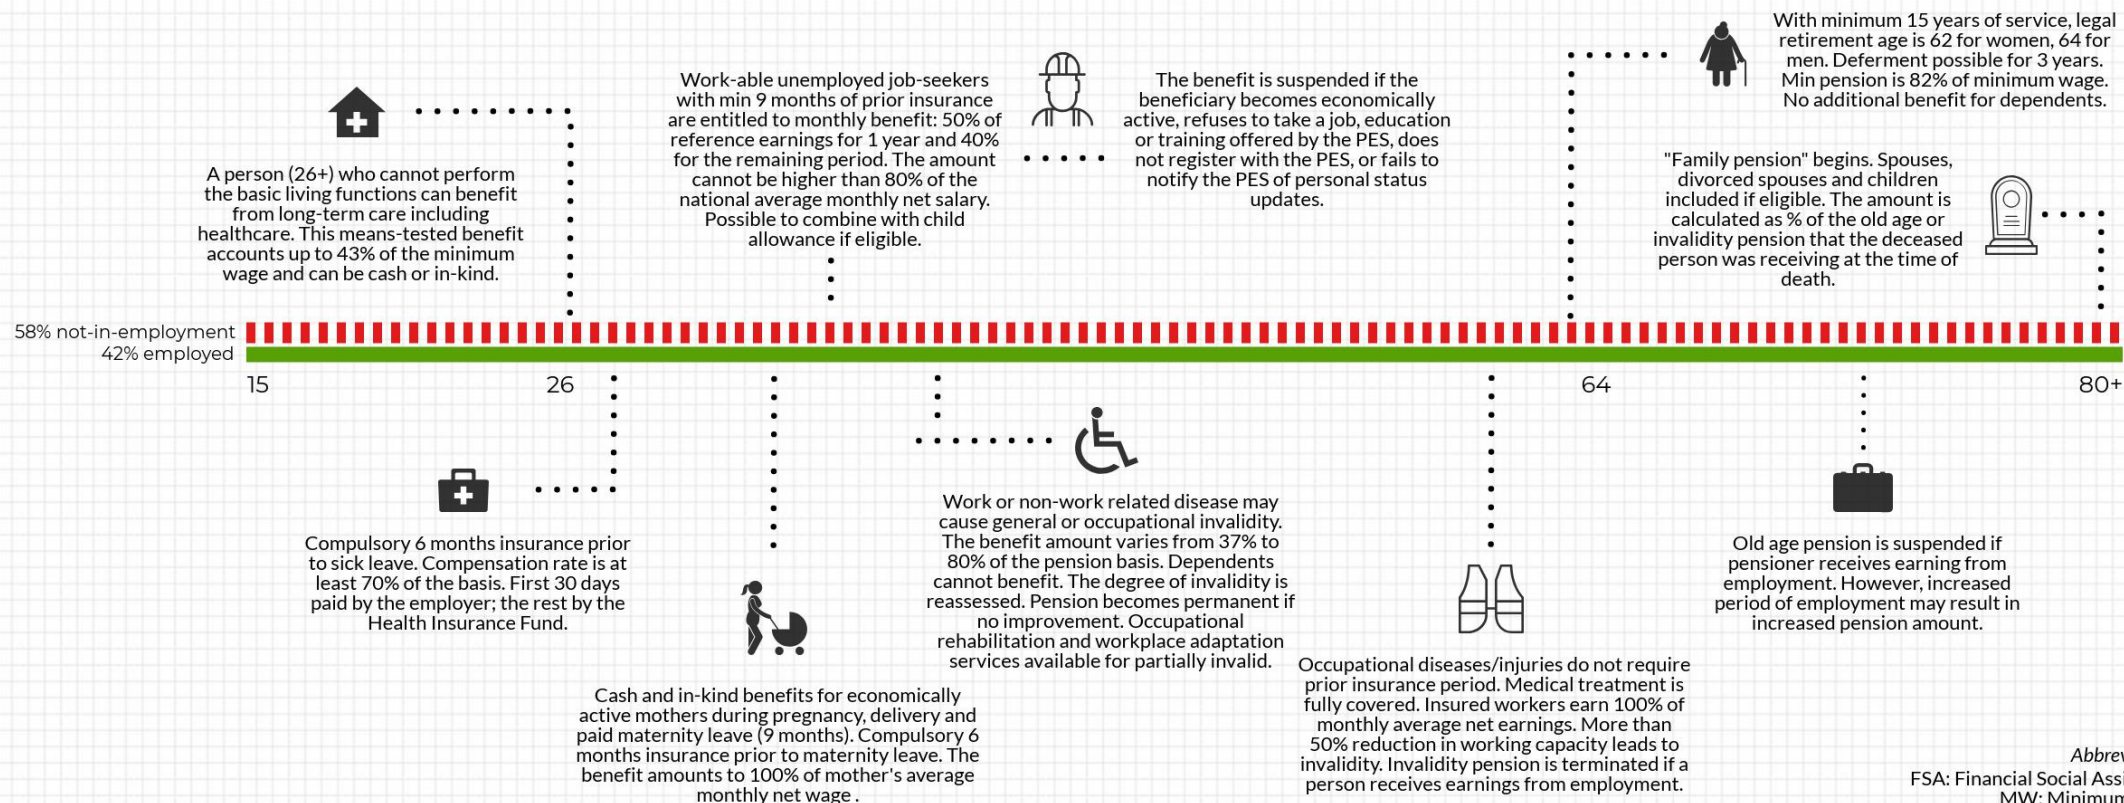 A person (26+) who cannot perform
the basic living functions can benefit
from long-term care including
healthcare. This means-tested benefit
accounts up to 43% of the minimum
wage and can be cash or in-kind.
Work-able unemployed job-seekers
with min 9 months of prior insurance
are entitled to monthly benefit: 50% of
reference earnings for 1 year and 40%
for the remaining period. The amount
cannot be higher than 80% of the
national average monthly net salary.
Possible to combine with child
allowance if eligible.
The benefit is suspended if the
beneficiary becomes economically
active, refuses to take a job, education
or training offered by the PES, does
not register with the PES, or fails to
notify the PES of personal status
updates.
With minimum 15 years of service, legal
retirement age is 62 for women, 64 for
men. Deferment possible for 3 years.
Min pension is 82% of minimum wage.
No additional benefit for dependents.
"Family pension" begins. Spouses,
divorced spouses and children
included if eligible. The amount is
calculated as % of the old age or
invalidity pension that the deceased
person was receiving at the time of
death.
58% not-in-employment
42% employed
15
26
64
80+
Compulsory 6 months insurance prior
to sick leave. Compensation rate is at
least 70% of the basis. First 30 days
paid by the employer; the rest by the
Health Insurance Fund.
Cash and in-kind benefits for economically
active mothers during pregnancy, delivery and
paid maternity leave (9 months). Compulsory 6
months insurance prior to maternity leave. The
benefit amounts to 100% of mother's average
monthly net wage .
Work or non-work related disease may
cause general or occupational invalidity.
The benefit amount varies from 37% to
80% of the pension basis. Dependents
cannot benefit. The degree of invalidity is
reassessed. Pension becomes permanent if
no improvement. Occupational
rehabilitation and workplace adaptation
services available for partially invalid.
Occupational diseases/injuries do not require
prior insurance period. Medical treatment is
fully covered. Insured workers earn 100% of
monthly average net earnings. More than
50% reduction in working capacity leads to
invalidity. Invalidity pension is terminated if a
person receives earnings from employment.
Old age pension is suspended if
pensioner receives earning from
employment. However, increased
period of employment may result in
increased pension amount.
Abbrev
FSA: Financial Social Assi
MW: Minimum